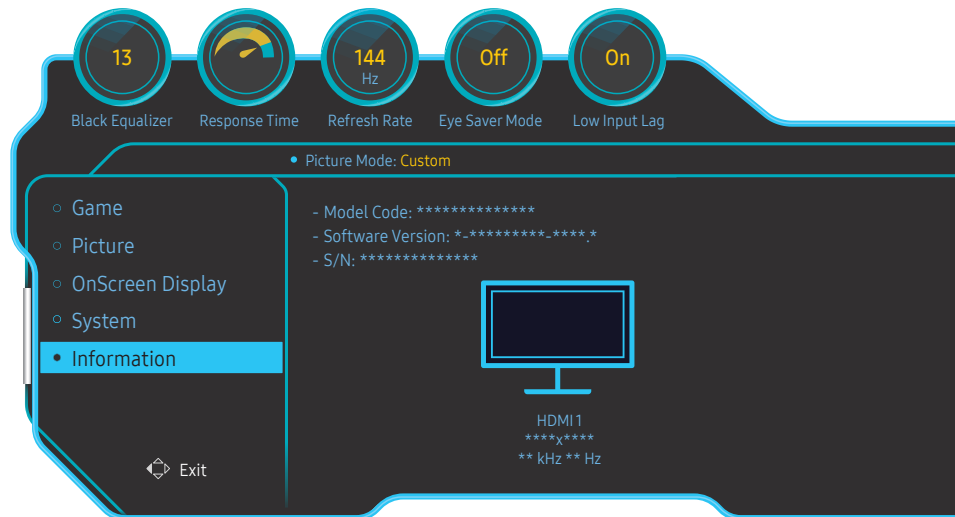 13
144
Hz
Off
On
Black Equalizer
Response Time
Refresh Rate
Eye Saver Mode
Low Input Lag
• Picture Mode: Custom
Game
Picture
OnScreen Display
System
Information
Exit
- Model Code: **************
- Software Version: *-*********-****.*
- S/N: **************
HDMI 1
****x****
** kHz ** Hz